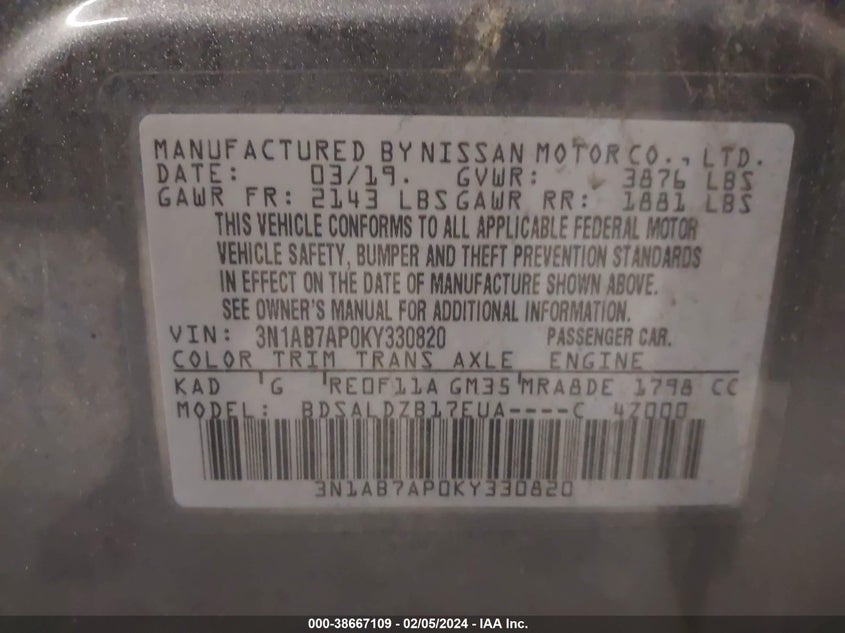 MANUFACTURED BY NISSAN MOTOR CO., LTD.
DATE: 03/19. GVWR: 3876 LBS
GAWR FR: 2143 LBS GAWR RR: 1881 LBS
THIS VEHICLE CONFORMS TO ALL APPLICABLE FEDERAL MOTOR
VEHICLE SAFETY, BUMPER AND THEFT PREVENTION STANDARDS
IN EFFECT ON THE DATE OF MANUFACTURE SHOWN ABOVE.
SEE OWNER'S MANUAL FOR ADDITIONAL INFORMATION.
VIN: 3N1AB7AP0KY330820 PASSENGER CAR.
COLOR TRIM TRANS AXLE ENGINE
KAD G RE0F11A GM35 MRA8DE 1798 CC
MODEL: BDSALDZB17EUA----C 4Z000
3N1AB7AP0KY330820
000-38667109 - 02/05/2024 - IAA Inc.